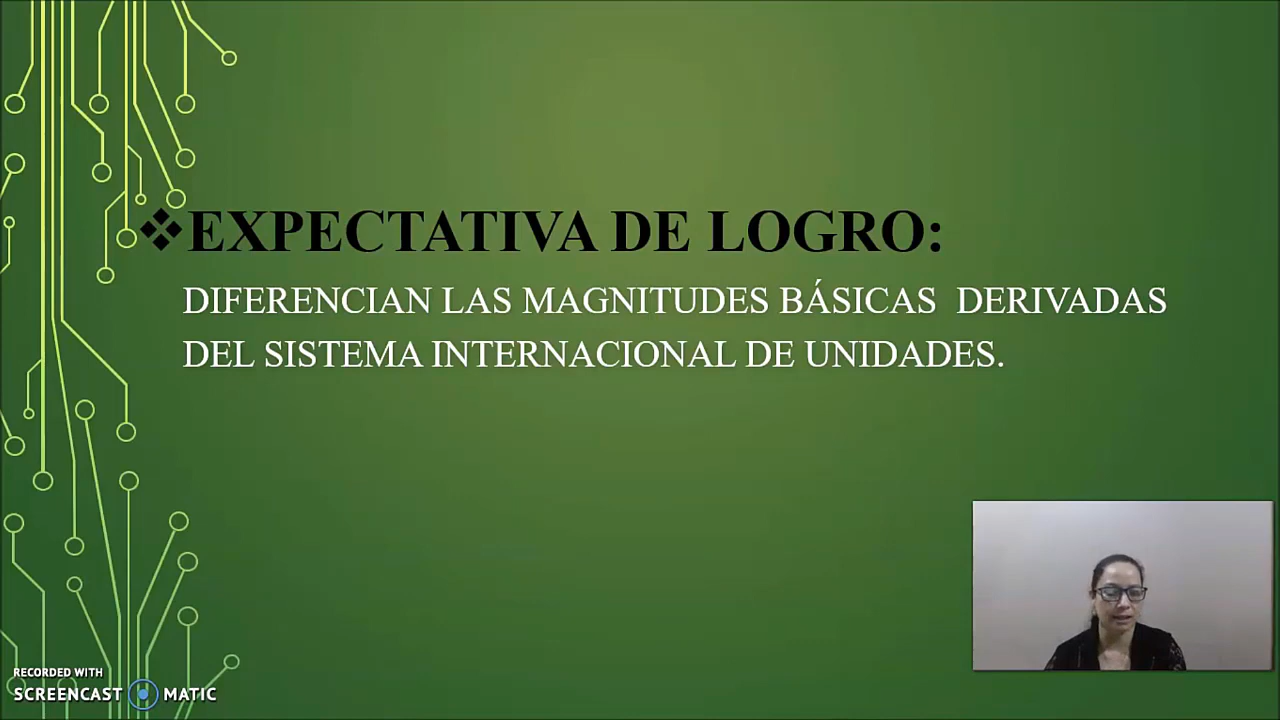 ❖EXPECTATIVA DE LOGRO:
DIFERENCIAN LAS MAGNITUDES BÁSICAS  DERIVADAS
DEL SISTEMA INTERNACIONAL DE UNIDADES.
RECORDED WITH
SCREENCAST MATIC